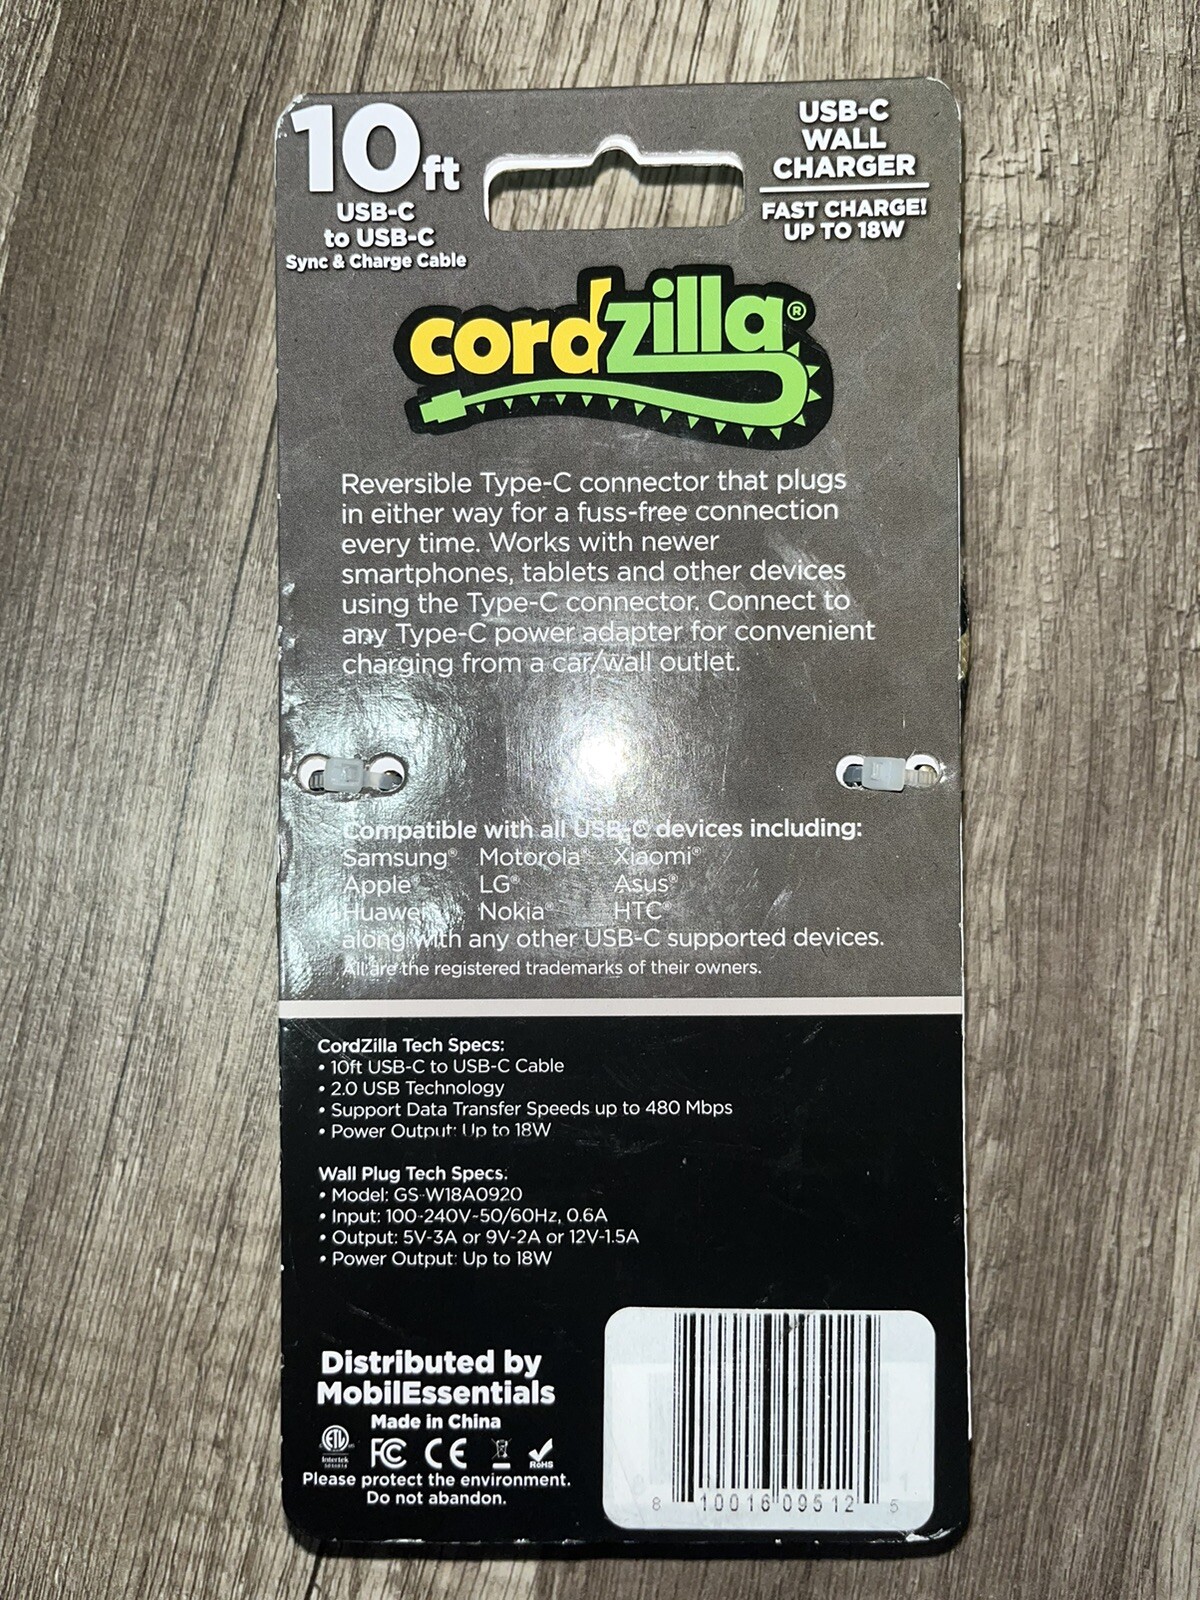 10ft
USB-C
to USB-C
Sync & Charge Cable
USB-C
WALL
CHARGER
FAST CHARGE!
UP TO 18W
cordzilla®
Reversible Type-C connector that plugs
in either way for a fuss-free connection
every time. Works with newer
smartphones, tablets and other devices
using the Type-C connector. Connect to
any Type-C power adapter for convenient
charging from a car/wall outlet.
Compatible with all USB-C devices including:
Samsung® Motorola® Xiaomi®
Apple® LG® Asus®
Huawei® Nokia® HTC®
along with any other USB-C supported devices.
All are the registered trademarks of their owners.
CordZilla Tech Specs:
• 10ft USB-C to USB-C Cable
• 2.0 USB Technology
• Support Data Transfer Speeds up to 480 Mbps
• Power Output: Up to 18W
Wall Plug Tech Specs:
• Model: GS-W18A0920
• Input: 100-240V~50/60Hz, 0.6A
• Output: 5V-3A or 9V-2A or 12V-1.5A
• Power Output: Up to 18W
Distributed by
MobilEssentials
Made in China
ETL
Intertek
FC CE RoHS
Please protect the environment.
Do not abandon.
8 10016 09512 5